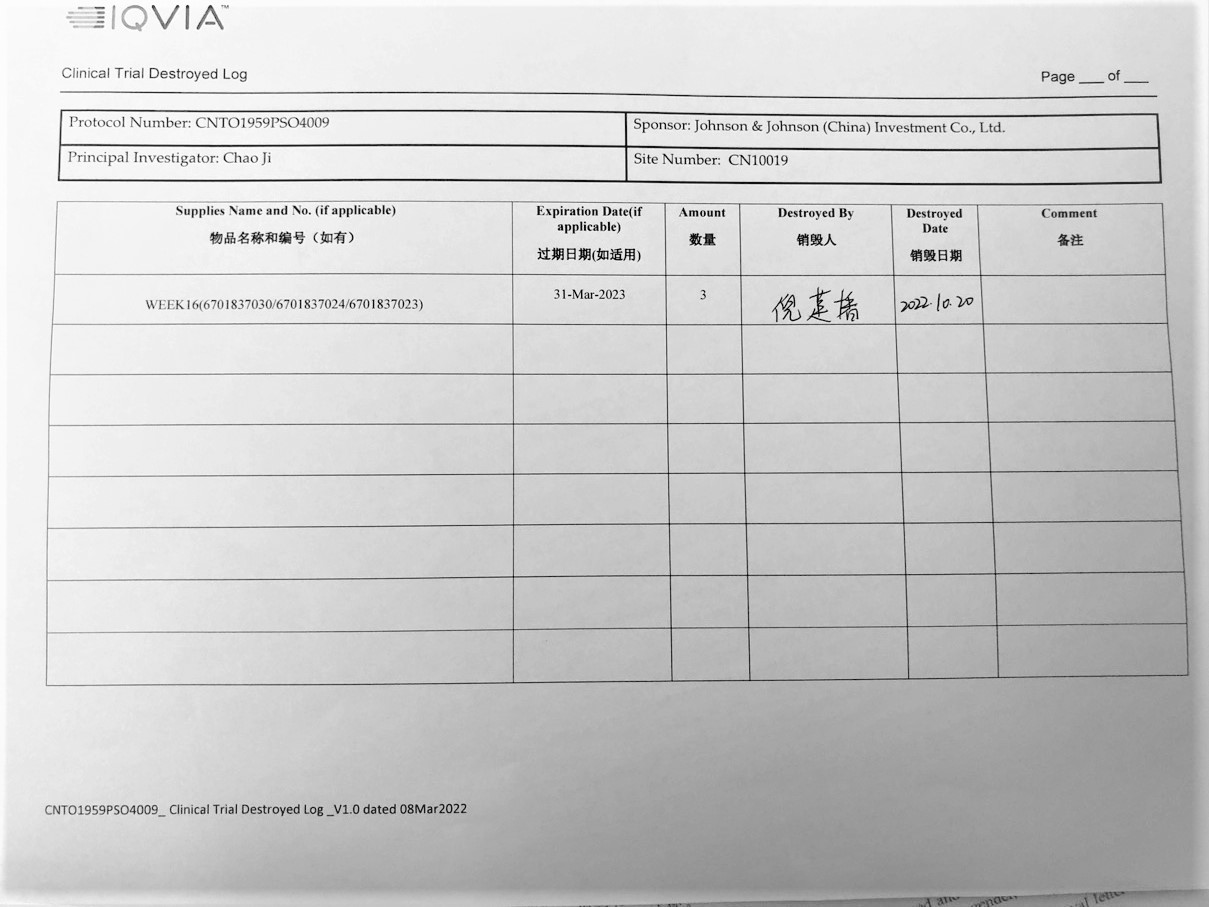 IQVIA™
Clinical Trial Destroyed Log
Page ___ of ___
Protocol Number: CNTO1959PSO4009
Sponsor: Johnson & Johnson (China) Investment Co., Ltd.
Principal Investigator: Chao Ji
Site Number: CN10019
Supplies Name and No. (if applicable)
物品名称和编号（如有）
Expiration Date(if
applicable)
过期日期(如适用)
Amount
数量
Destroyed By
销毁人
Destroyed
Date
销毁日期
Comment
备注
WEEK16(6701837030/6701837024/6701837023)
31-Mar-2023
3
倪
2022.10.20
CNTO1959PSO4009_ Clinical Trial Destroyed Log _V1.0 dated 08Mar2022